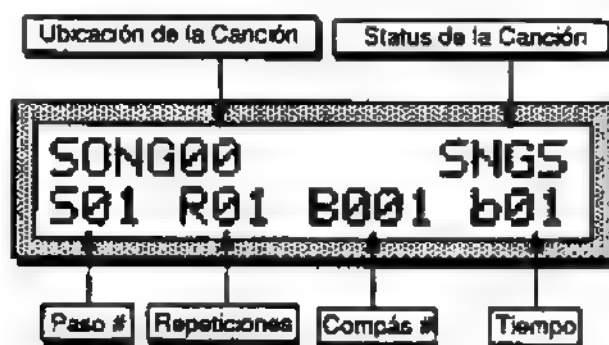 Ubicación de la Canción Status de la Canción
SONG00 SNGS
S01 R01 B001 b01
Paso # Repeticiones Compás # Tiempo